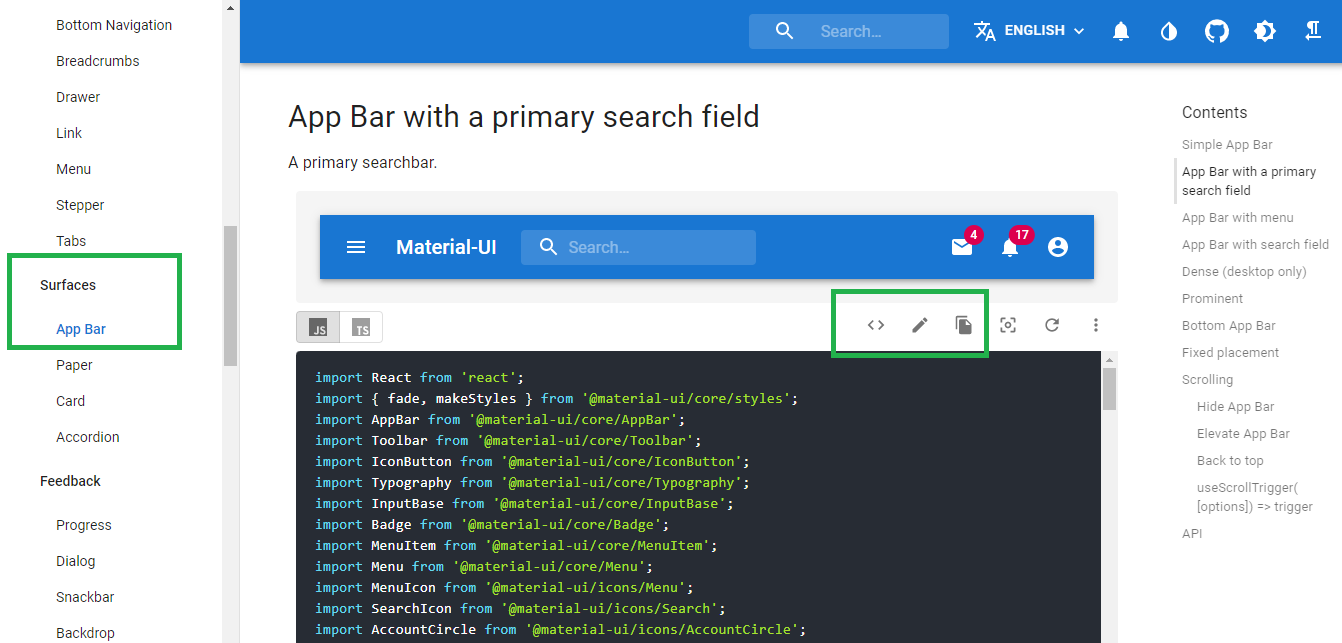 Bottom Navigation
Breadcrumbs
Drawer
Link
Menu
Stepper
Tabs
Surfaces
App Bar
Paper
Card
Accordion
Feedback
Progress
Dialog
Snackbar
Backdrop
Search…
ENGLISH
App Bar with a primary search field
A primary searchbar.
Material-UI
Search…
4
17
JS
TS
import React from 'react';
import { fade, makeStyles } from '@material-ui/core/styles';
import AppBar from '@material-ui/core/AppBar';
import Toolbar from '@material-ui/core/Toolbar';
import IconButton from '@material-ui/core/IconButton';
import Typography from '@material-ui/core/Typography';
import InputBase from '@material-ui/core/InputBase';
import Badge from '@material-ui/core/Badge';
import MenuItem from '@material-ui/core/MenuItem';
import Menu from '@material-ui/core/Menu';
import MenuIcon from '@material-ui/icons/Menu';
import SearchIcon from '@material-ui/icons/Search';
import AccountCircle from '@material-ui/icons/AccountCircle';
Contents
Simple App Bar
App Bar with a primary
search field
App Bar with menu
App Bar with search field
Dense (desktop only)
Prominent
Bottom App Bar
Fixed placement
Scrolling
Hide App Bar
Elevate App Bar
Back to top
useScrollTrigger(
[options]) => trigger
API